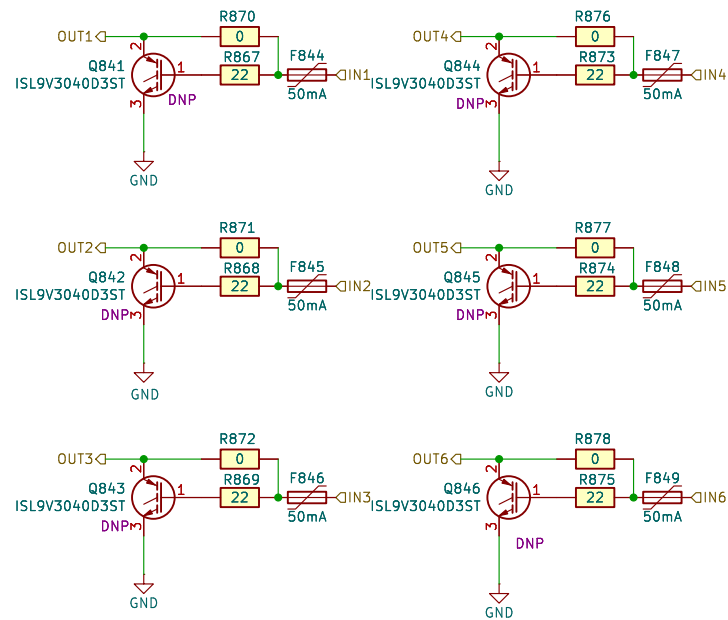 R870
OUT1
0
2
Q841
ISL9V3040D3ST
1
R867
22
F844
50mA
IN1
3
DNP
GND
R876
OUT4
0
2
Q844
ISL9V3040D3ST
1
R873
22
F847
50mA
IN4
DNP
3
GND
R871
OUT2
0
2
Q842
ISL9V3040D3ST
1
R868
22
F845
50mA
IN2
DNP
3
GND
R877
OUT5
0
2
Q845
ISL9V3040D3ST
1
R874
22
F848
50mA
IN5
DNP
3
GND
R872
OUT3
0
2
Q843
ISL9V3040D3ST
1
R869
22
F846
50mA
IN3
DNP
3
GND
R878
OUT6
0
2
Q846
ISL9V3040D3ST
1
R875
22
F849
50mA
IN6
3
DNP
GND